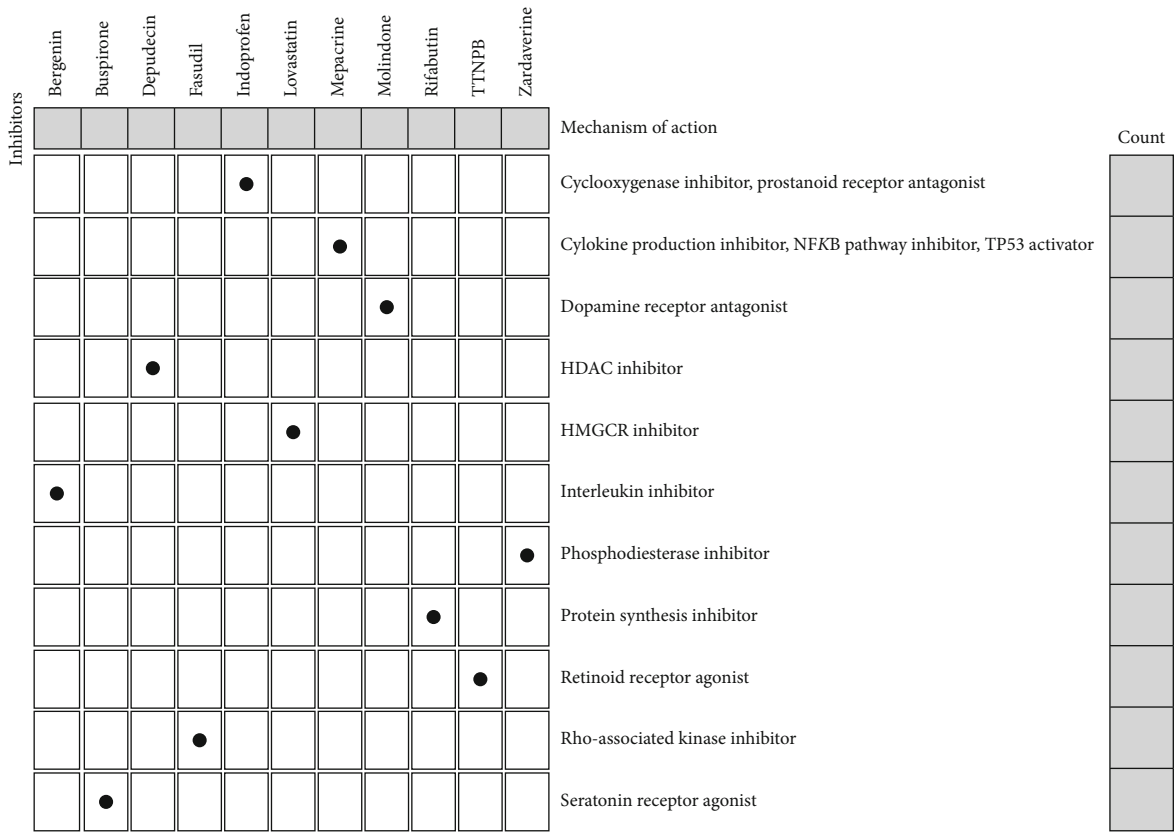 Inhibitors
Bergenin
Buspirone
Depudecin
Fasudil
Indoprofen
Lovastatin
Mepacrine
Molindone
Rifabutin
TTNPB
Zardaverine
Mechanism of action
Count
Cyclooxygenase inhibitor, prostanoid receptor antagonist
Cylokine production inhibitor, NFKB pathway inhibitor, TP53 activator
Dopamine receptor antagonist
HDAC inhibitor
HMGCR inhibitor
Interleukin inhibitor
Phosphodiesterase inhibitor
Protein synthesis inhibitor
Retinoid receptor agonist
Rho-associated kinase inhibitor
Seratonin receptor agonist